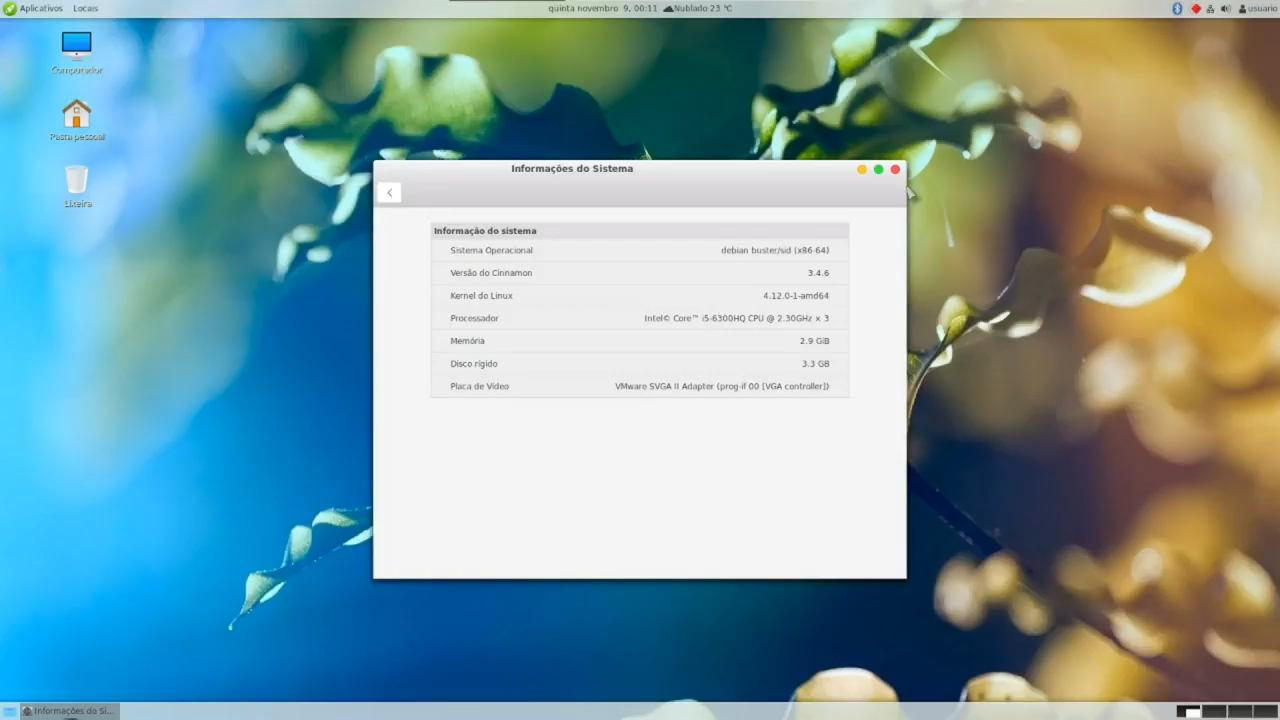 Aplicativos Locais quinta novembro 9, 00:11 Nublado 23 ℃ usuario
Computador
Pasta pessoal
Lixeira
Informações do Sistema
Informação do sistema
Sistema Operacional debian buster/sid (x86-64)
Versão do Cinnamon 3.4.6
Kernel do Linux 4.12.0-1-amd64
Processador Intel© Core™ i5-6300HQ CPU @ 2.30GHz × 3
Memória 2.9 GiB
Disco rígido 3.3 GB
Placa de Vídeo VMware SVGA II Adapter (prog-if 00 [VGA controller])
Informações do Si...